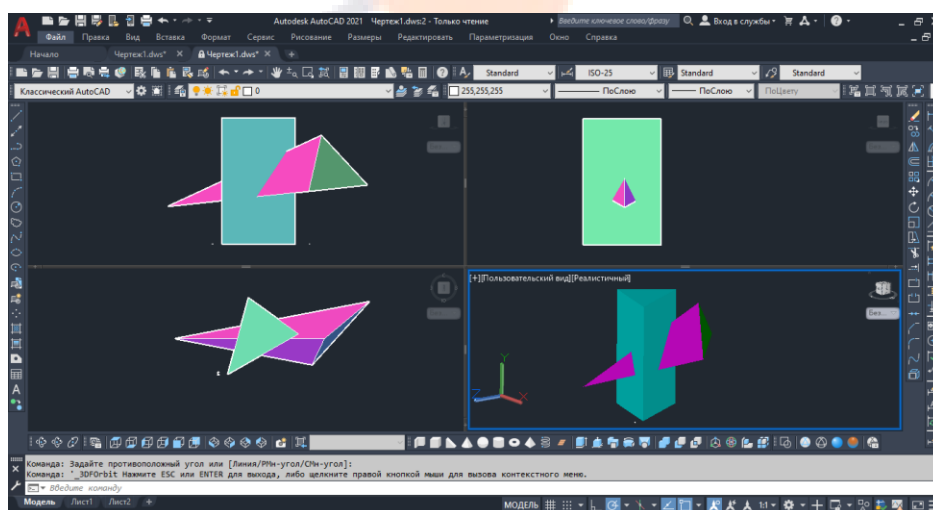 Autodesk AutoCAD 2021 Чертеж1.dws:2 - Только чтение
Введите ключевое слово/фразу
Вход в службы
Файл Правка Вид Вставка Формат Сервис Рисование Размеры Редактировать Параметризация Окно Справка
Начало Чертеж1.dws* Чертеж1.dws*
Standard ISO-25 Standard Standard
Классический AutoCAD 0 255,255,255 ПоСлою ПоСлою ПоЦвету
[+][Пользовательский вид][Реалистичный]
Без...
Y
Z X
Команда: Задайте противоположный угол или [Линия/РМн-угол/СМн-угол]:
Команда: '_3DFOrbit Нажмите ESC или ENTER для выхода, либо щелкните правой кнопкой мыши для вызова контекстного меню.
Введите команду
Модель Лист1 Лист2 +
МОДЕЛЬ 1:1